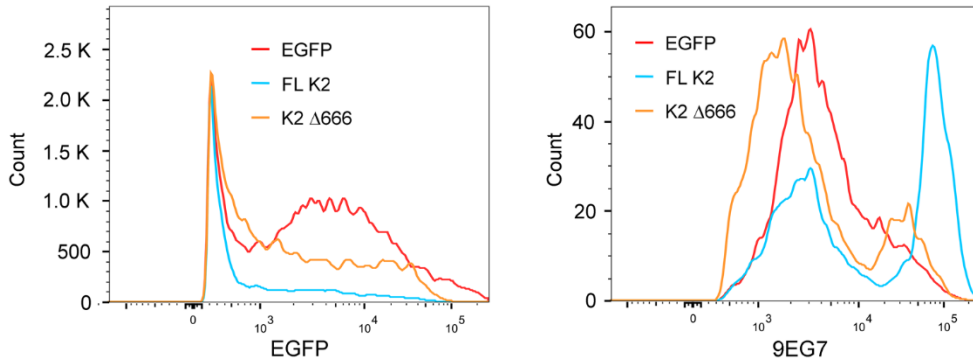 2.5 K
2.0 K
1.5 K
1.0 K
500
0
Count
EGFP
FL K2
K2 Δ666
0 10³ 10⁴ 10⁵
EGFP
60
40
20
0
Count
EGFP
FL K2
K2 Δ666
0 10³ 10⁴ 10⁵
9EG7